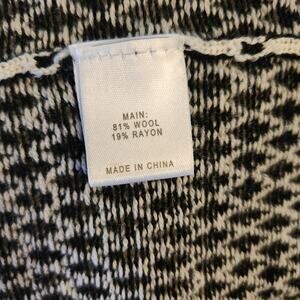 MAIN:
81% WOOL
19% RAYON
MADE IN CHINA